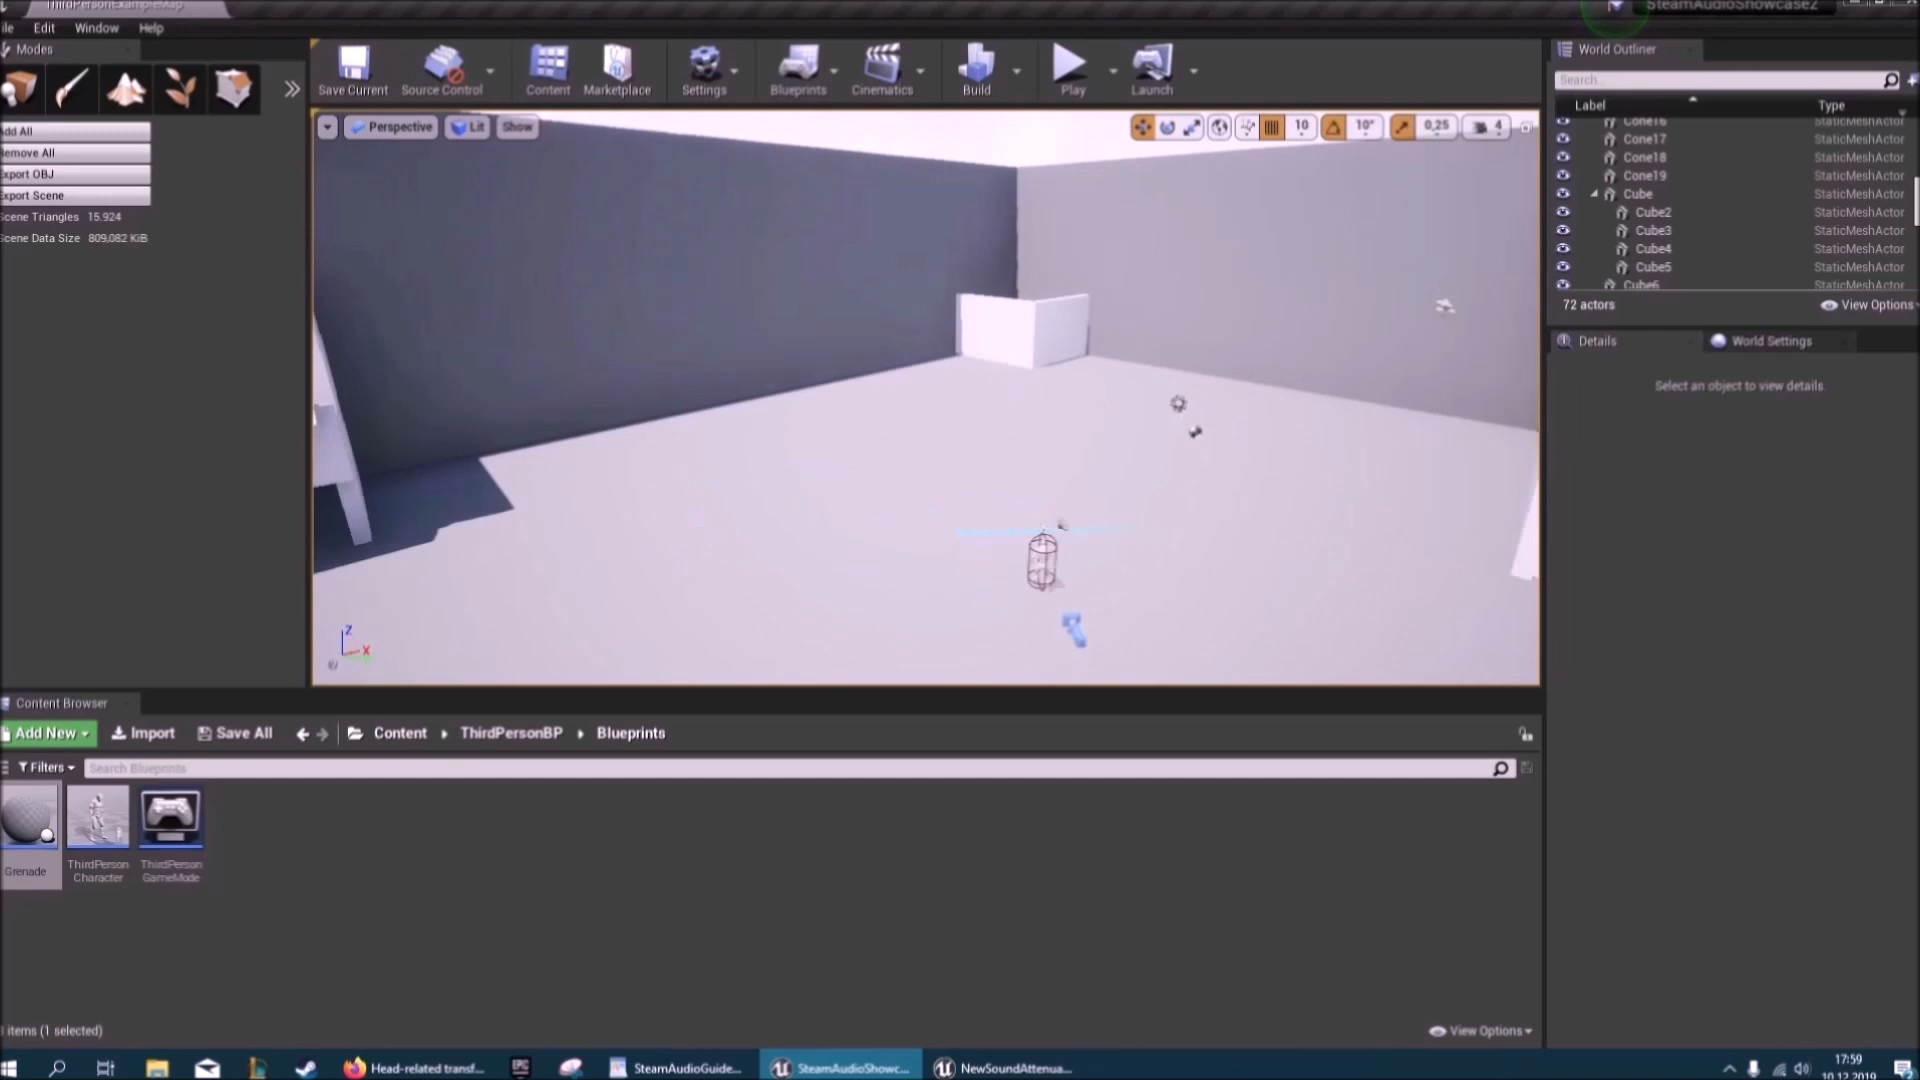 ThirdPersonExampleMap
SteamAudioShowcase2
ile Edit Window Help
Modes
Save Current Source Control Content Marketplace Settings Blueprints Cinematics Build Play Launch
World Outliner
Search...
Label Type
Add All
Remove All
Export OBJ
Export Scene
Scene Triangles 15.924
Scene Data Size 809,082 KiB
Perspective Lit Show
10 10° 0,25 4
Cone16 StaticMeshActor
Cone17 StaticMeshActor
Cone18 StaticMeshActor
Cone19 StaticMeshActor
Cube StaticMeshActor
Cube2 StaticMeshActor
Cube3 StaticMeshActor
Cube4 StaticMeshActor
Cube5 StaticMeshActor
Cube6 StaticMeshActor
72 actors View Options
Details World Settings
Select an object to view details.
Z
X
Content Browser
Add New Import Save All Content ThirdPersonBP Blueprints
Filters Search Blueprints
Grenade
ThirdPerson Character
ThirdPerson GameMode
items (1 selected)
View Options
Head-related transf...
EPIC
SteamAudioGuide...
SteamAudioShowc...
NewSoundAttenua...
17:59
10.12.2019